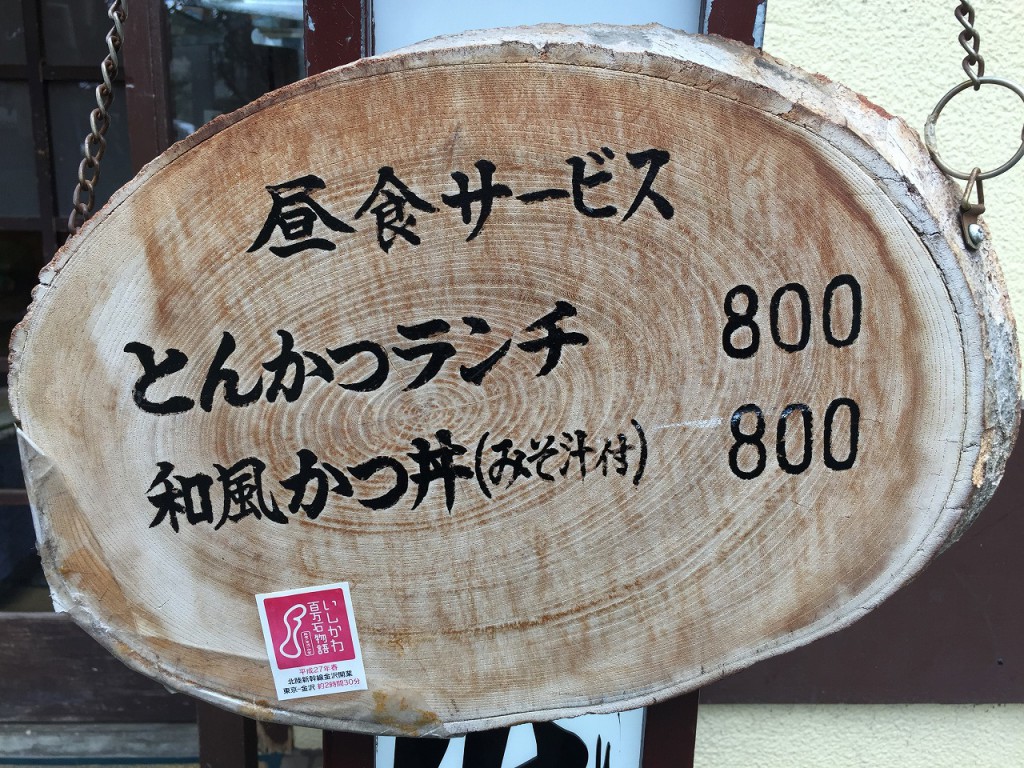 昼食サービス
とんかつランチ 800
和風かつ丼(みそ汁付) 800
いしかわ
百万石物語
平成27年春
北陸新幹線金沢開業
東京-金沢 約2時間30分